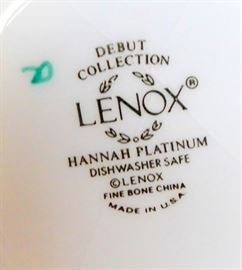 DEBUT
COLLECTION
LENOX®
HANNAH PLATINUM
DISHWASHER SAFE
©LENOX
FINE BONE CHINA
MADE IN U.S.A.